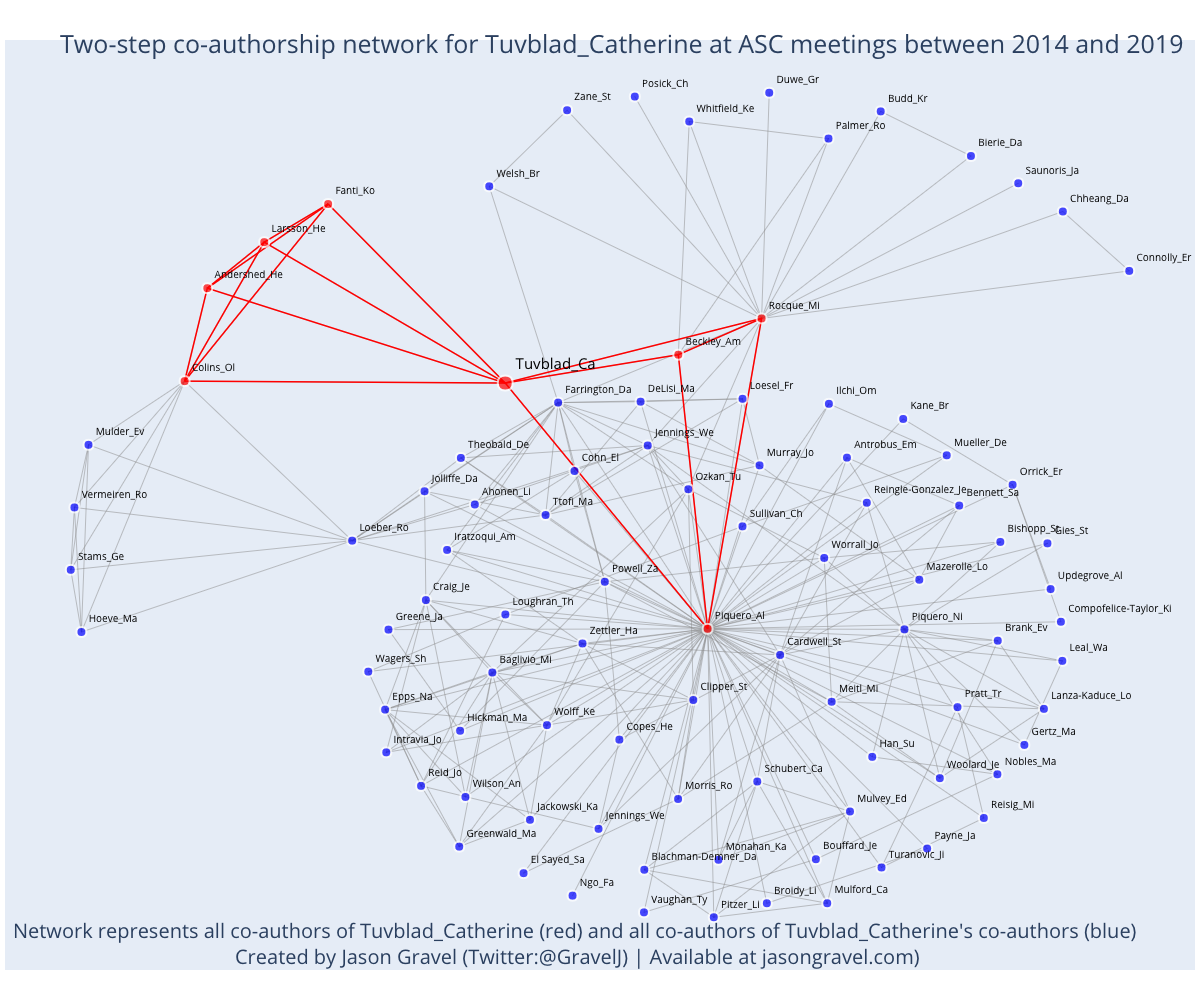 Two-step co-authorship network for Tuvblad_Catherine at ASC meetings between 2014 and 2019
Duwe_Gr
Posick_Ch
Zane_St
Budd_Kr
Whitfield_Ke
Palmer_Ro
Bierie_Da
Saunoris_Ja
Welsh_Br
Fanti_Ko
Chheang_Da
Larsson_He
Connolly_Er
Andershed_He
Rocque_Mi
Beckley_Am
Tuvblad_Ca
Colins_Ol
Farrington_Da
DeLisi_Ma
Loesel_Fr
Ilchi_Om
Kane_Br
Mulder_Ev
Jennings_We
Theobald_De
Antrobus_Em
Mueller_De
Cohn_El
Murray_Jo
Orrick_Er
Jolliffe_Da
Ozkan_Tu
Ahonen_Li
Reingle-Gonzalez_Je
Bennett_Sa
Vermeiren_Ro
Ttofi_Ma
Sullivan_Ch
Loeber_Ro
Bishopp_St
Gies_St
Iratzoqui_Am
Worrall_Jo
Stams_Ge
Powell_Za
Mazerolle_Lo
Updegrove_Al
Craig_Je
Loughran_Th
Compofelice-Taylor_Ki
Hoeve_Ma
Greene_Ja
Piquero_Al
Piquero_Ni
Zettler_Ha
Brank_Ev
Cardwell_St
Leal_Wa
Wagers_Sh
Baglivio_Mi
Clipper_St
Meitl_Mi
Pratt_Tr
Lanza-Kaduce_Lo
Epps_Na
Hickman_Ma
Wolff_Ke
Copes_He
Gertz_Ma
Intravia_Jo
Han_Su
Nobles_Ma
Woolard_Je
Reid_Jo
Schubert_Ca
Wilson_An
Morris_Ro
Mulvey_Ed
Reisig_Mi
Jackowski_Ka
Jennings_We
Greenwald_Ma
Payne_Ja
Monahan_Ka
Bouffard_Je
Blachman-Demner_Da
Turanovic_Ji
El Sayed_Sa
Ngo_Fa
Broidy_Li
Mulford_Ca
Vaughan_Ty
Pitzer_Li
Network represents all co-authors of Tuvblad_Catherine (red) and all co-authors of Tuvblad_Catherine's co-authors (blue)
Created by Jason Gravel (Twitter:@GravelJ) | Available at jasongravel.com)